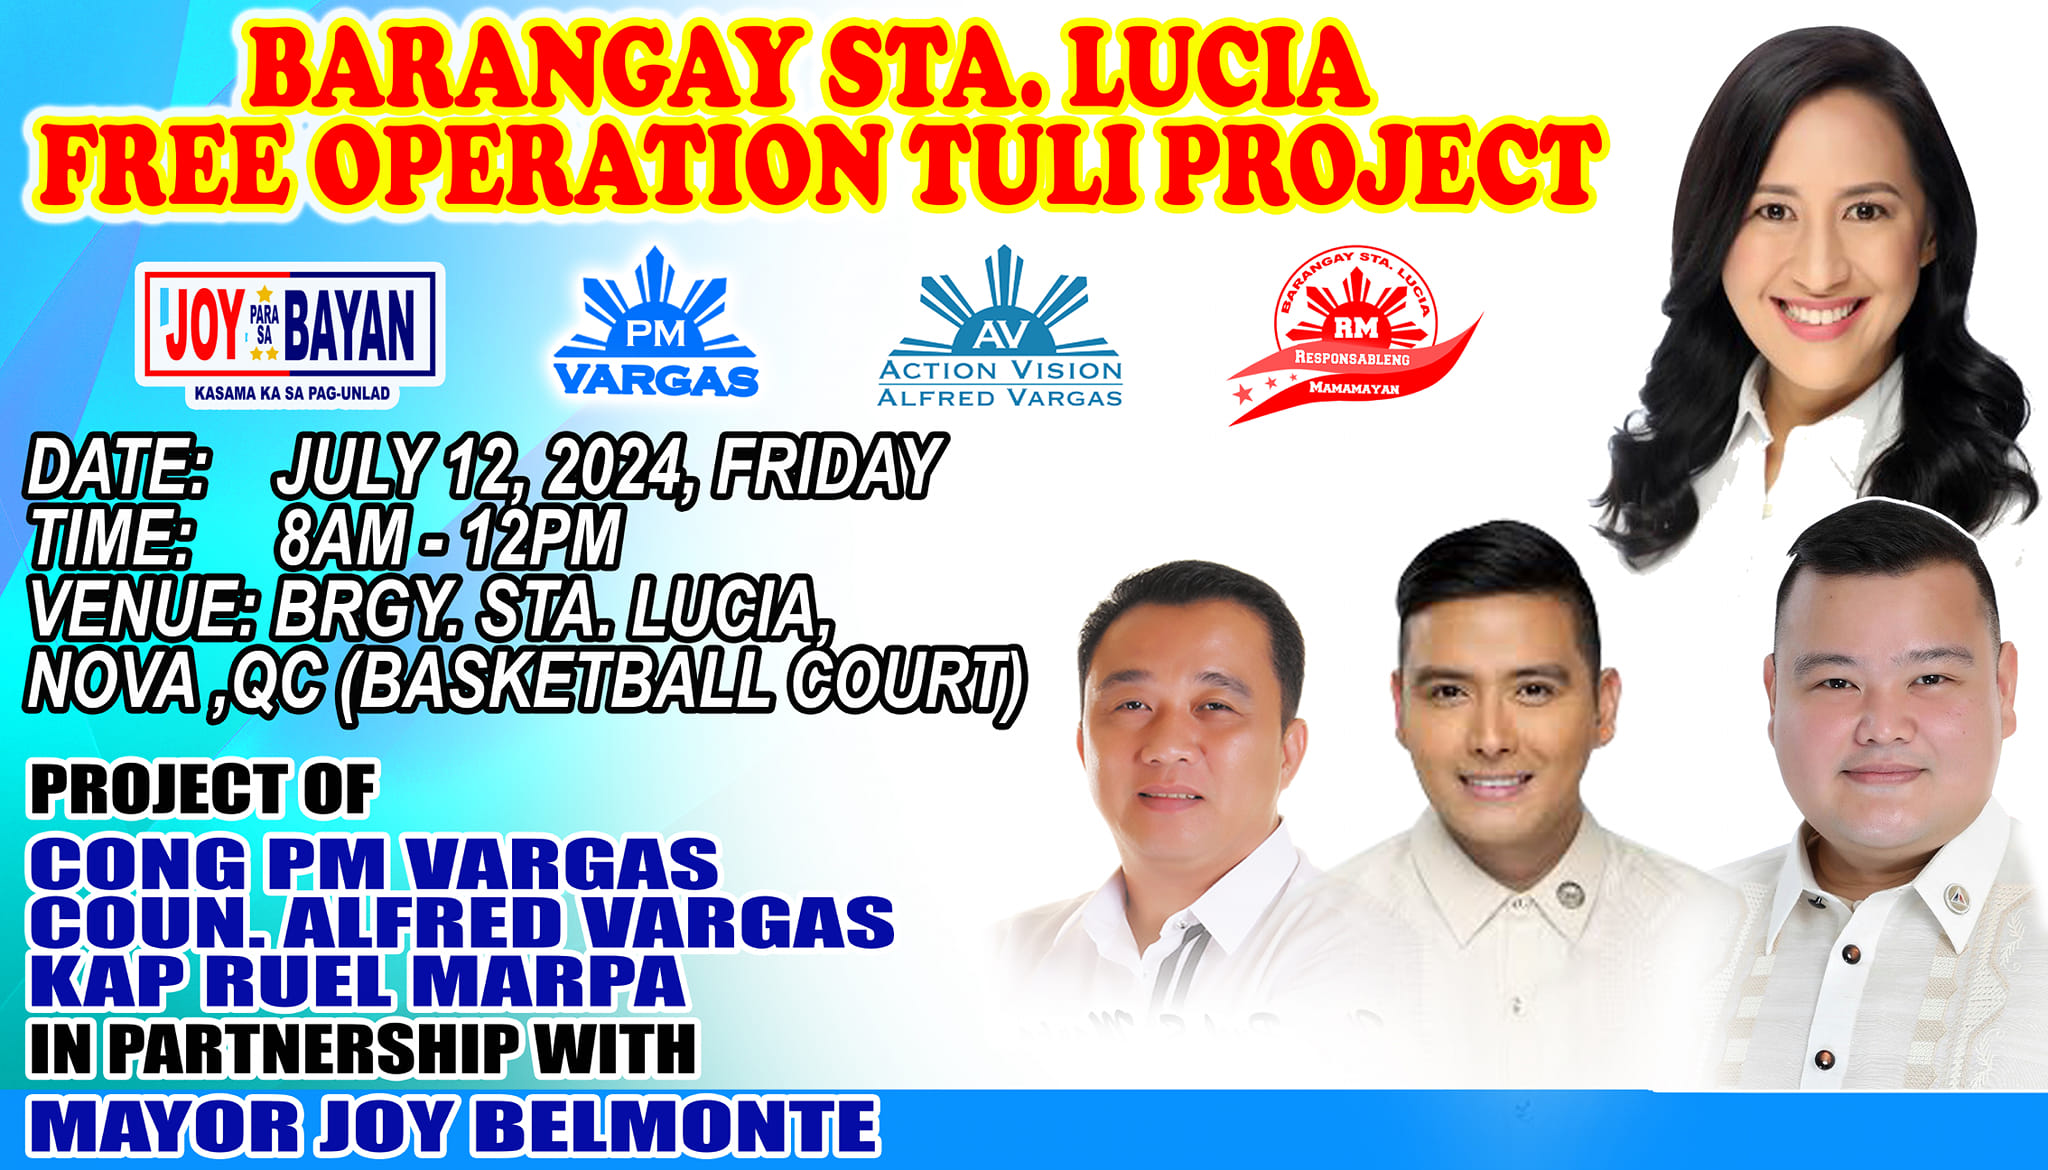 BARANGAY STA. LUCIA
FREE OPERATION TULI PROJECT
JOY PARA SA BAYAN
KASAMA KA SA PAG-UNLAD
PM
VARGAS
AV
ACTION VISION
ALFRED VARGAS
BARANGAY STA. LUCIA
RM
RESPONSABLENG
MAMAMAYAN
DATE: JULY 12, 2024, FRIDAY
TIME: 8AM - 12PM
VENUE: BRGY. STA. LUCIA,
NOVA ,QC (BASKETBALL COURT)
PROJECT OF
CONG PM VARGAS
COUN. ALFRED VARGAS
KAP RUEL MARPA
IN PARTNERSHIP WITH
MAYOR JOY BELMONTE